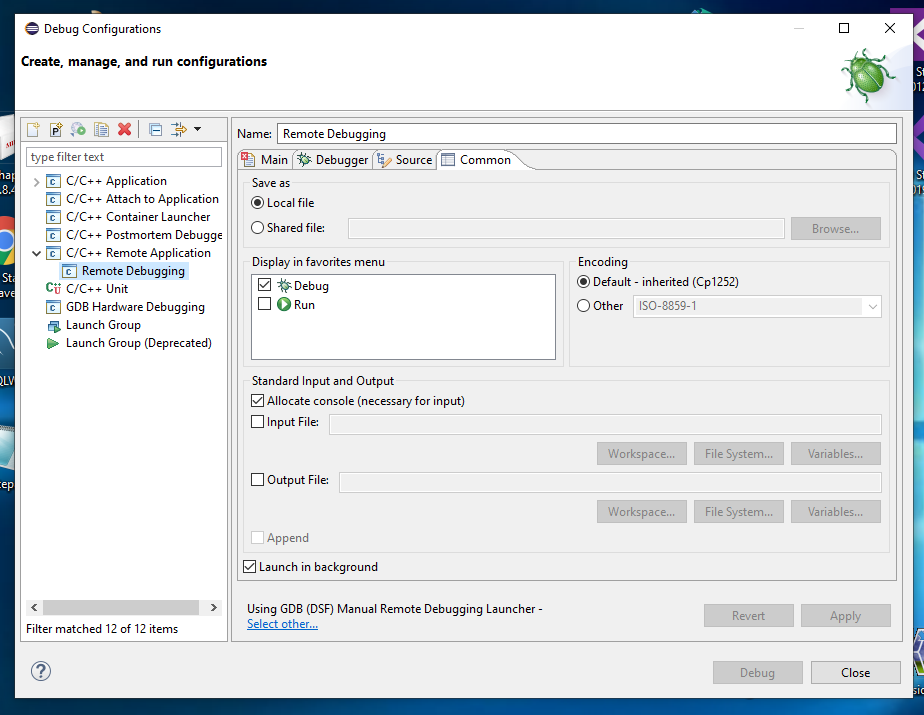 Debug Configurations
Create, manage, and run configurations
type filter text
C/C++ Application
C/C++ Attach to Application
C/C++ Container Launcher
C/C++ Postmortem Debugge
C/C++ Remote Application
Remote Debugging
C/C++ Unit
GDB Hardware Debugging
Launch Group
Launch Group (Deprecated)
Filter matched 12 of 12 items
Name: Remote Debugging
Main Debugger Source Common
Save as
Local file
Shared file: Browse...
Display in favorites menu
Debug
Run
Encoding
Default - inherited (Cp1252)
Other ISO-8859-1
Standard Input and Output
Allocate console (necessary for input)
Input File:
Workspace... File System... Variables...
Output File:
Workspace... File System... Variables...
Append
Launch in background
Using GDB (DSF) Manual Remote Debugging Launcher -
Select other...
Revert Apply
Debug Close